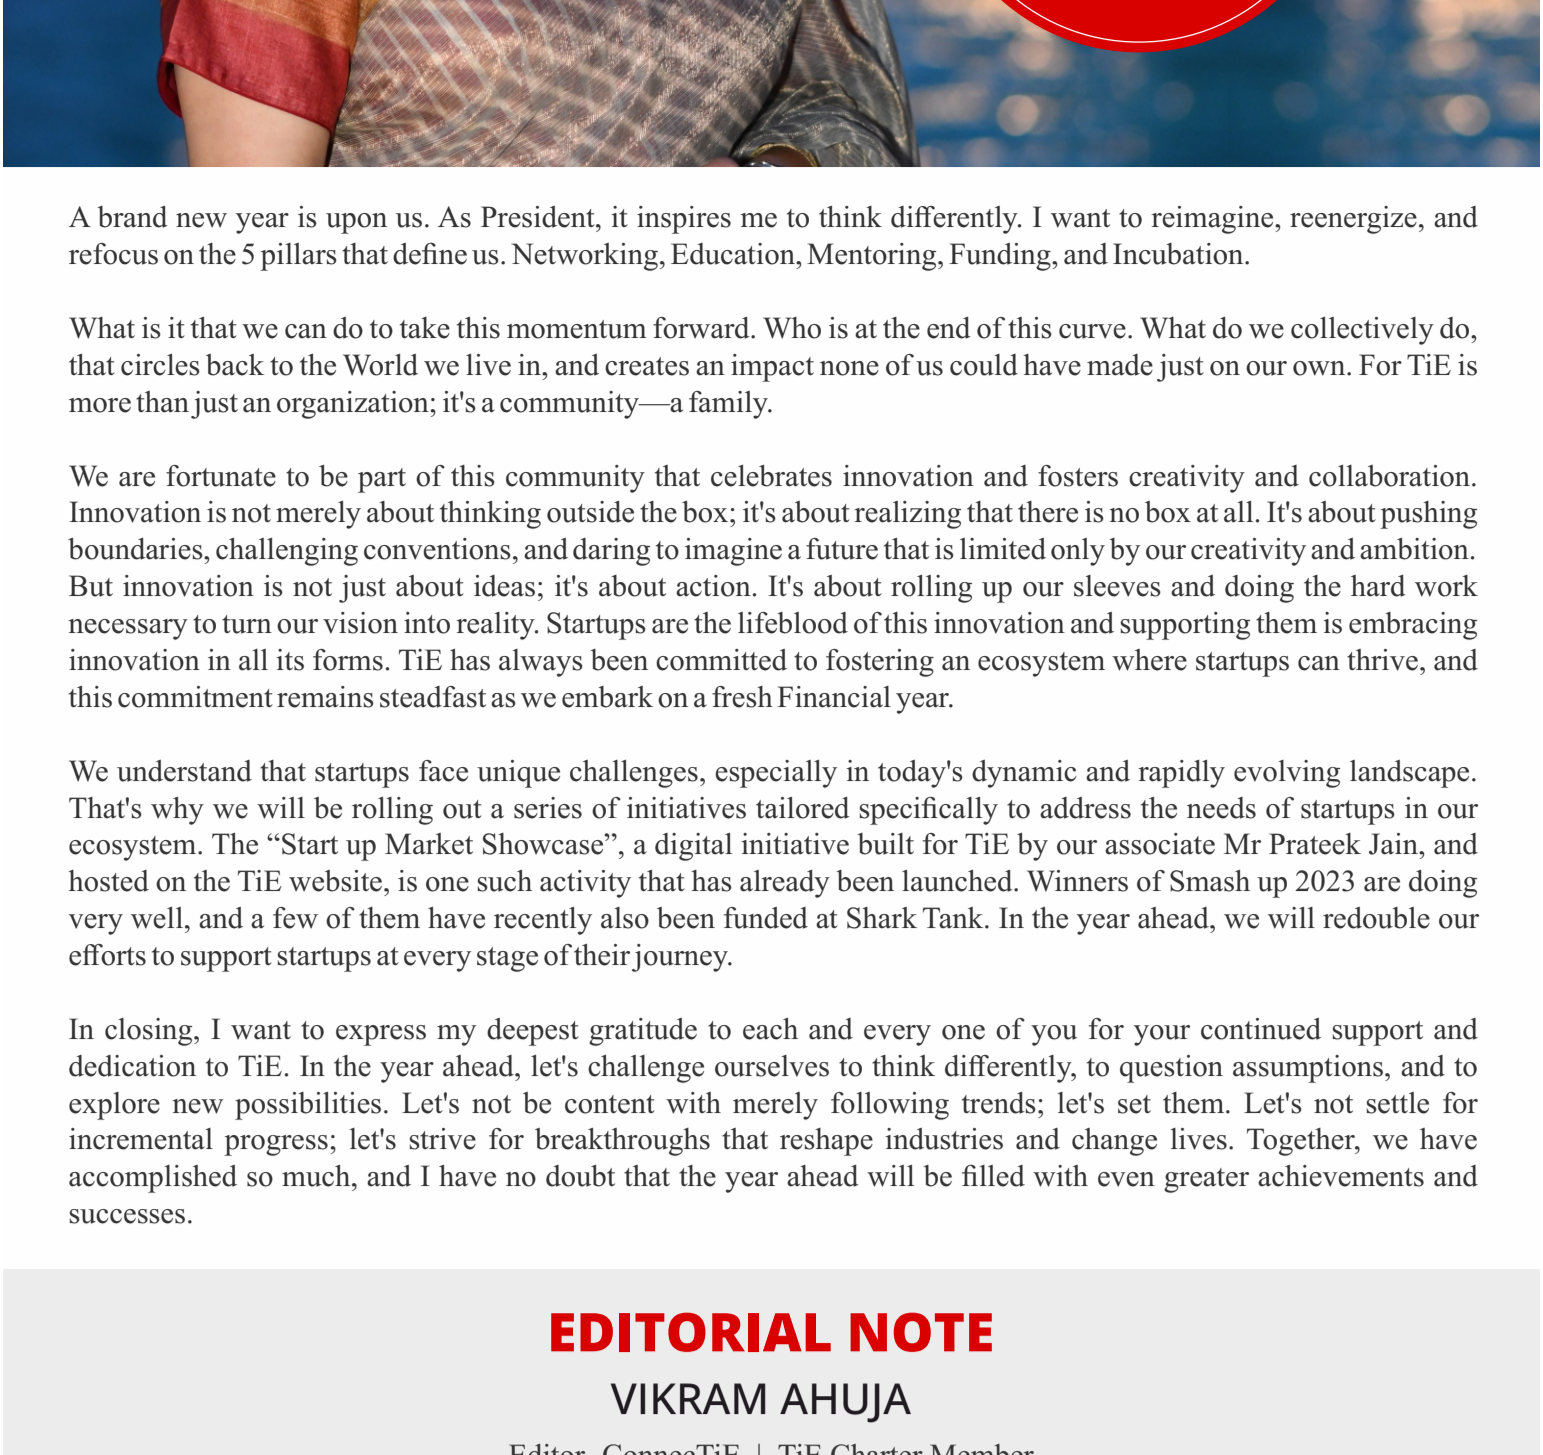 A brand new year is upon us. As President, it inspires me to think differently. I want to reimagine, reenergize, and
refocus on the 5 pillars that define us. Networking, Education, Mentoring, Funding, and Incubation.
What is it that we can do to take this momentum forward. Who is at the end of this curve. What do we collectively do,
that circles back to the World we live in, and creates an impact none of us could have made just on our own. For TiE is
more than just an organization; it's a community—a family.
We are fortunate to be part of this community that celebrates innovation and fosters creativity and collaboration.
Innovation is not merely about thinking outside the box; it's about realizing that there is no box at all. It's about pushing
boundaries, challenging conventions, and daring to imagine a future that is limited only by our creativity and ambition.
But innovation is not just about ideas; it's about action. It's about rolling up our sleeves and doing the hard work
necessary to turn our vision into reality. Startups are the lifeblood of this innovation and supporting them is embracing
innovation in all its forms. TiE has always been committed to fostering an ecosystem where startups can thrive, and
this commitment remains steadfast as we embark on a fresh Financial year.
We understand that startups face unique challenges, especially in today's dynamic and rapidly evolving landscape.
That's why we will be rolling out a series of initiatives tailored specifically to address the needs of startups in our
ecosystem. The “Start up Market Showcase”, a digital initiative built for TiE by our associate Mr Prateek Jain, and
hosted on the TiE website, is one such activity that has already been launched. Winners of Smash up 2023 are doing
very well, and a few of them have recently also been funded at Shark Tank. In the year ahead, we will redouble our
efforts to support startups at every stage of their journey.
In closing, I want to express my deepest gratitude to each and every one of you for your continued support and
dedication to TiE. In the year ahead, let's challenge ourselves to think differently, to question assumptions, and to
explore new possibilities. Let's not be content with merely following trends; let's set them. Let's not settle for
incremental progress; let's strive for breakthroughs that reshape industries and change lives. Together, we have
accomplished so much, and I have no doubt that the year ahead will be filled with even greater achievements and
successes.
EDITORIAL NOTE
VIKRAM AHUJA
Editor- ConnecTiE | TiE Charter Member